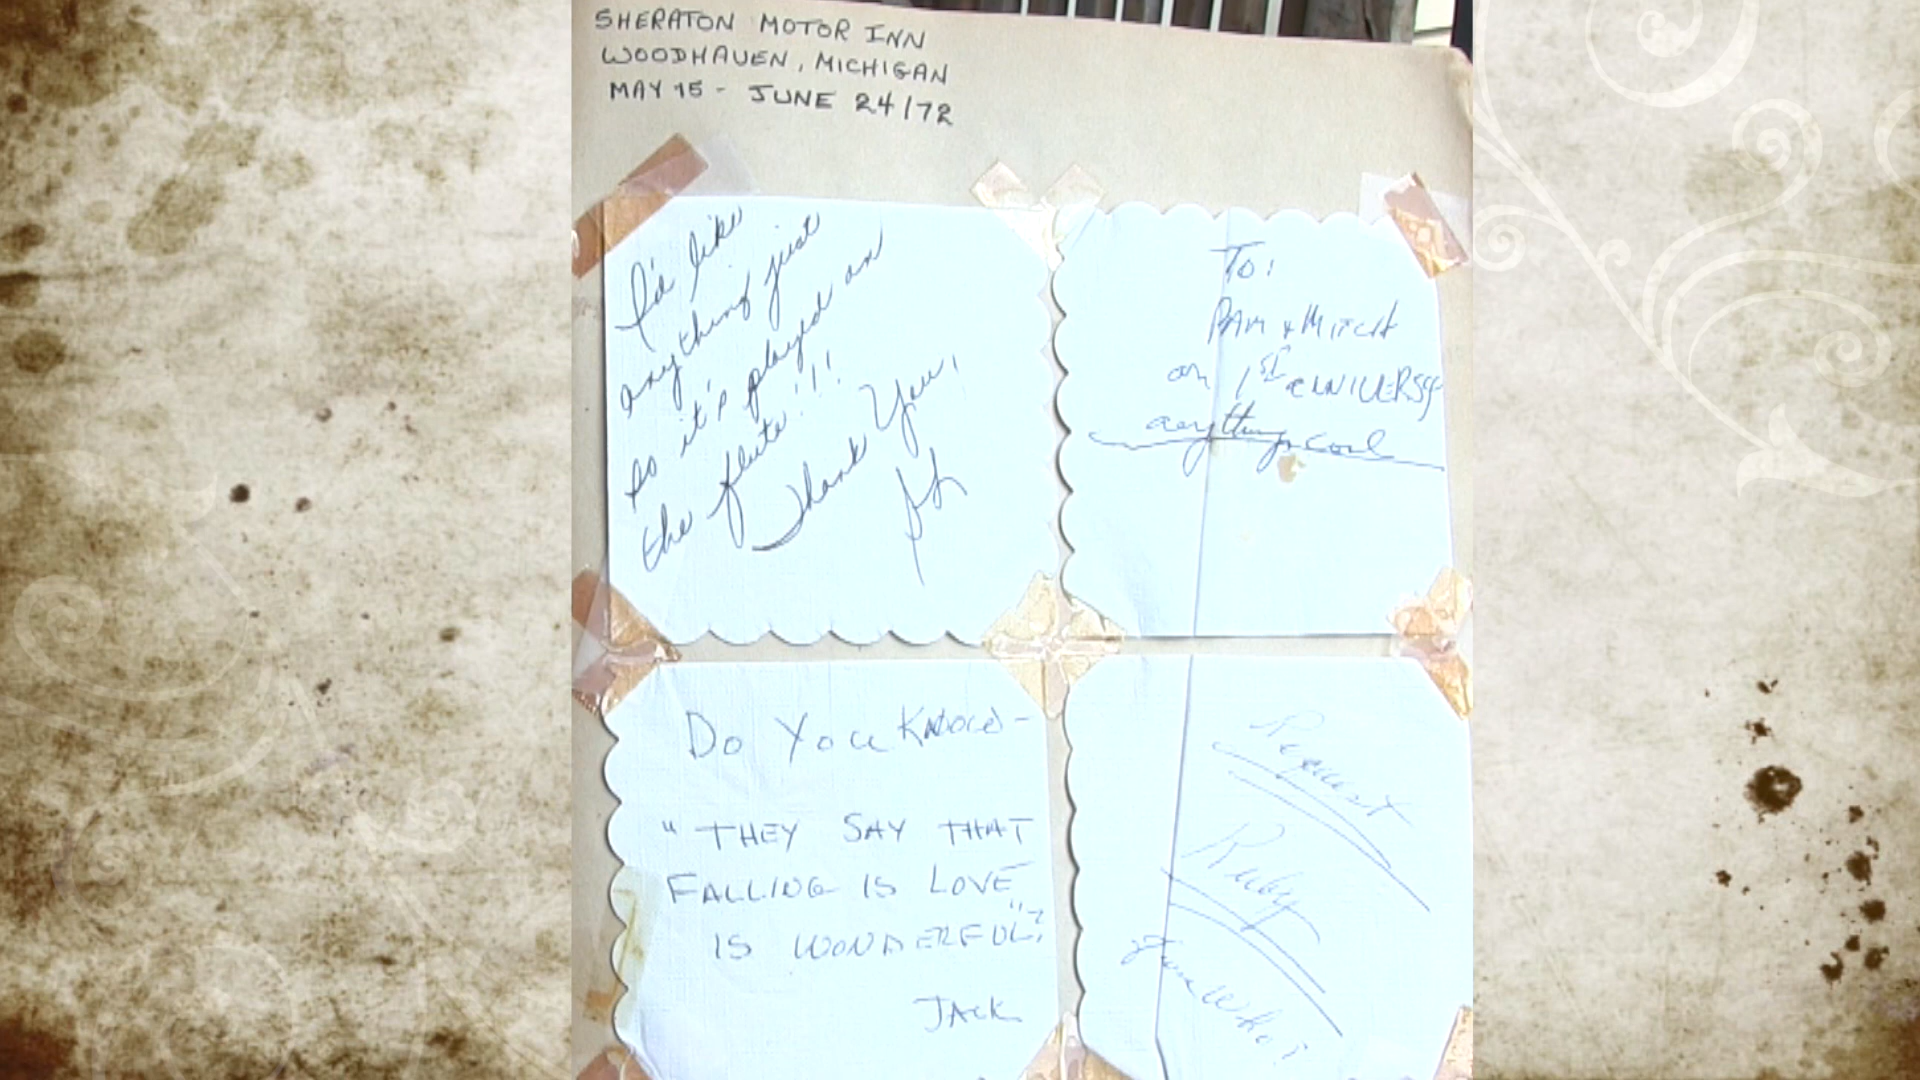 SHERATON MOTOR INN
WOODHAVEN, MICHIGAN
MAY 15 - JUNE 24/72
I'd like
anything just
so it's played on
the flute!!!
Thank You,
To:
PAM & MITCH
on 1ST
anything cool
Do You Know -
"THEY SAY THAT
FALLING IS LOVE
IS WONDERFUL"?
JACK
Request
Ruby